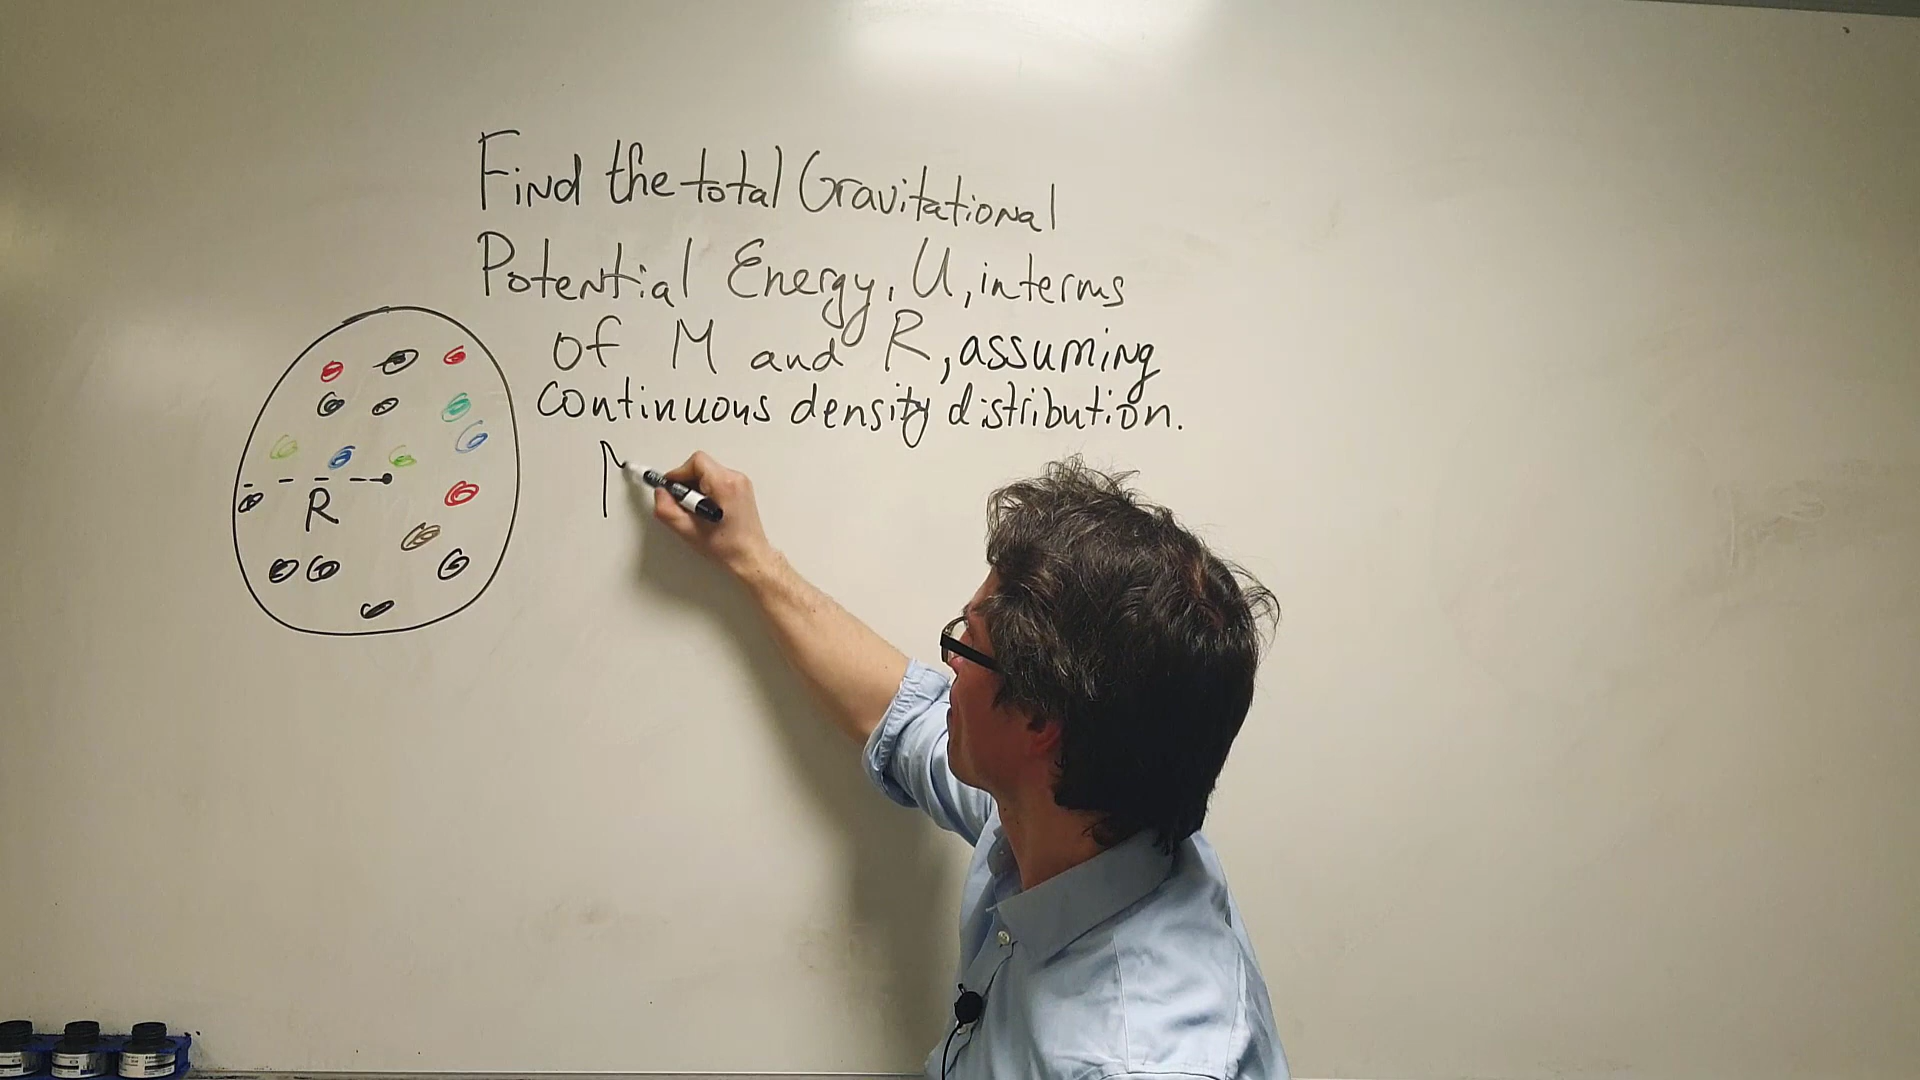 Find the total Gravitational
Potential Energy, U, in terms
of M and R, assuming
continuous density distribution.
R